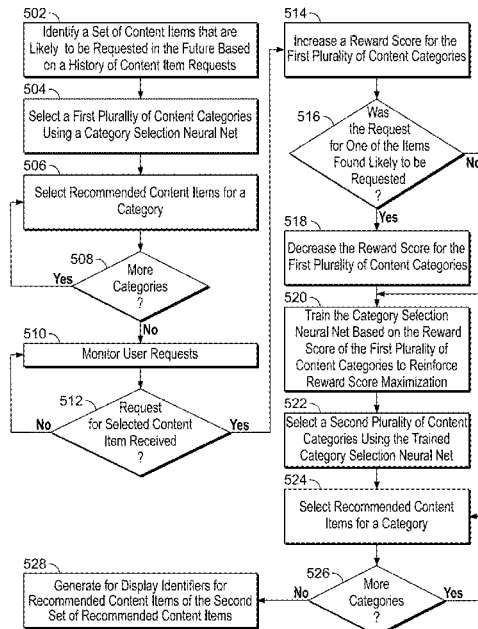 502
Identify a Set of Content Items that are
Likely to be Requested in the Future Based
on a History of Content Item Requests
504
Select a First Plurality of Content Categories
Using a Category Selection Neural Net
506
Select Recommended Content Items for a
Category
508
More
Categories
?
Yes
No
510
Monitor User Requests
512
Request
for Selected Content
Item Received
?
No
Yes
514
Increase a Reward Score for the
First Plurality of Content Categories
516
Was
the Request
for One of the Items
Found Likely to be
Requested
?
No
Yes
518
Decrease the Reward Score for the
First Plurality of Content Categories
520
Train the Category Selection
Neural Net Based on the Reward
Score of the First Plurality of
Content Categories to Reinforce
Reward Score Maximization
522
Select a Second Plurality of Content
Categories Using the Trained
Category Selection Neural Net
524
Select Recommended Content
Items for a Category
526
More
Categories
?
No
Yes
528
Generate for Display Identifiers for
Recommended Content Items of the Second
Set of Recommended Content Items